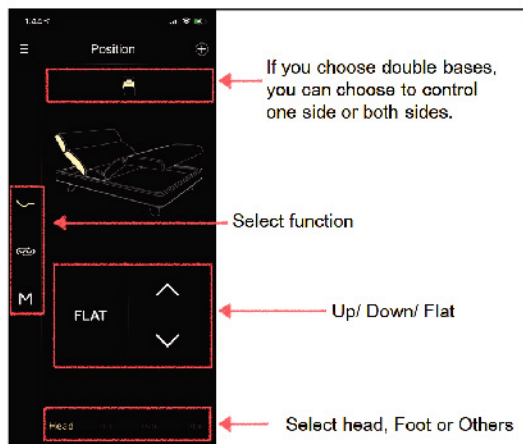 Position
If you choose double bases,
you can choose to control
one side or both sides.
Select function
M
FLAT
Up/ Down/ Flat
Head
Select head, Foot or Others